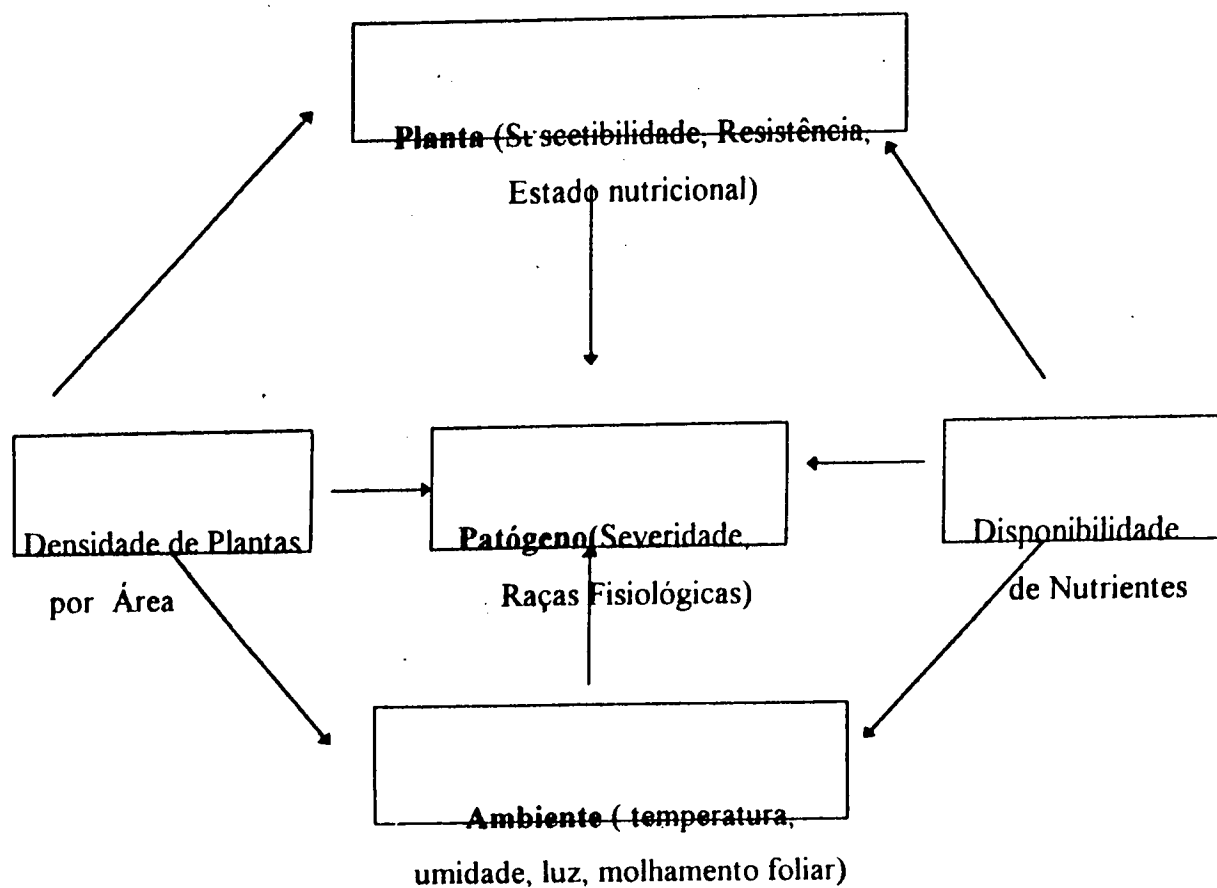 Planta (Suscetibilidade, Resistência,
Estado nutricional)
Densidade de Plantas
por Área
Patógeno(Severidade,
Raças Fisiológicas)
Disponibilidade
de Nutrientes
Ambiente ( temperatura,
umidade, luz, molhamento foliar)